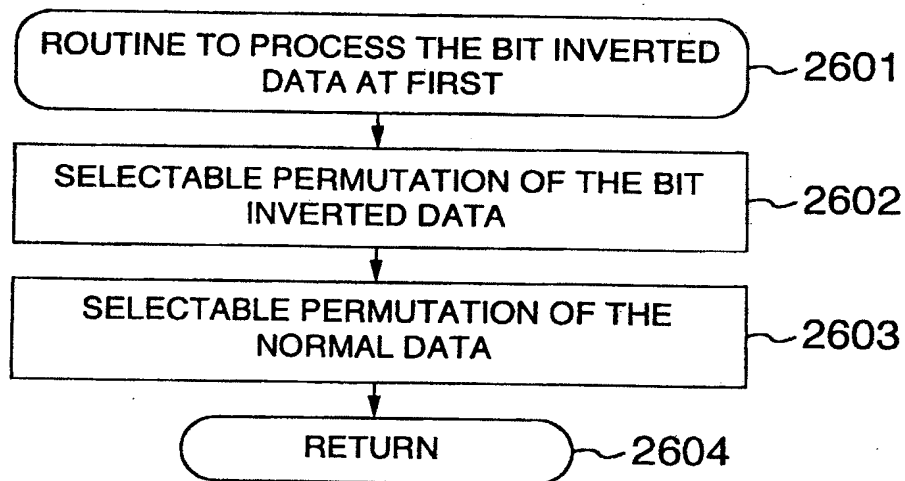 ROUTINE TO PROCESS THE BIT INVERTED
DATA AT FIRST
2601
SELECTABLE PERMUTATION OF THE BIT
INVERTED DATA
2602
SELECTABLE PERMUTATION OF THE
NORMAL DATA
2603
RETURN
2604